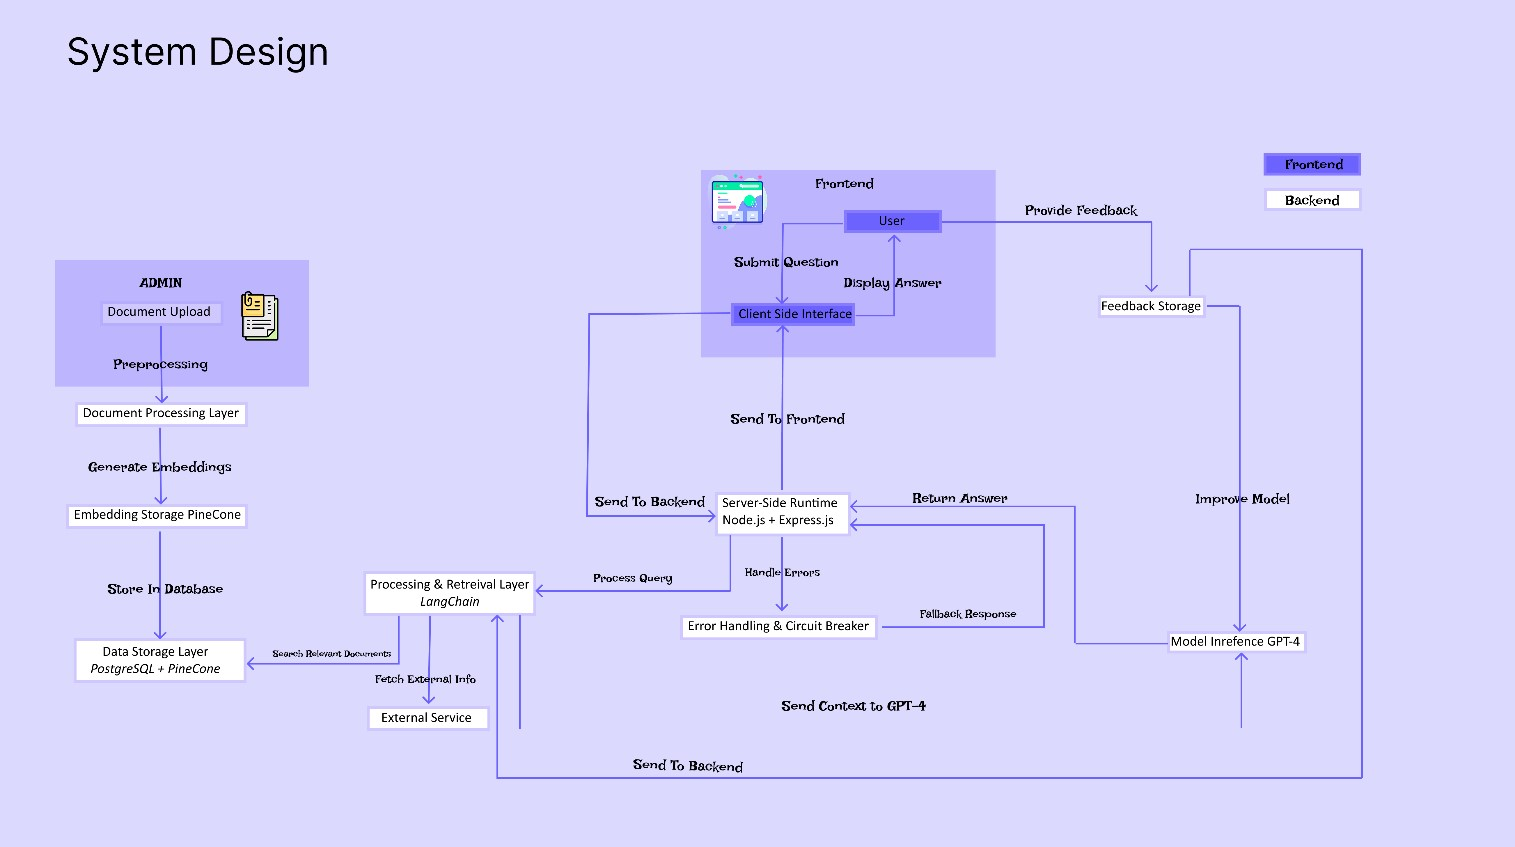 System Design
Frontend
Backend
Frontend
User
Provide Feedback
Submit Question
Display Answer
Client Side Interface
Feedback Storage
ADMIN
Document Upload
Preprocessing
Document Processing Layer
Generate Embeddings
Embedding Storage PineCone
Store In Database
Data Storage Layer
PostgreSQL + PineCone
Send To Frontend
Send To Backend
Server-Side Runtime
Node.js + Express.js
Return Answer
Improve Model
Process Query
Handle Errors
Processing & Retreival Layer
LangChain
Fallback Response
Error Handling & Circuit Breaker
Model Inrefence GPT-4
Search Relevant Documents
Fetch External Info
External Service
Send Context to GPT-4
Send To Backend